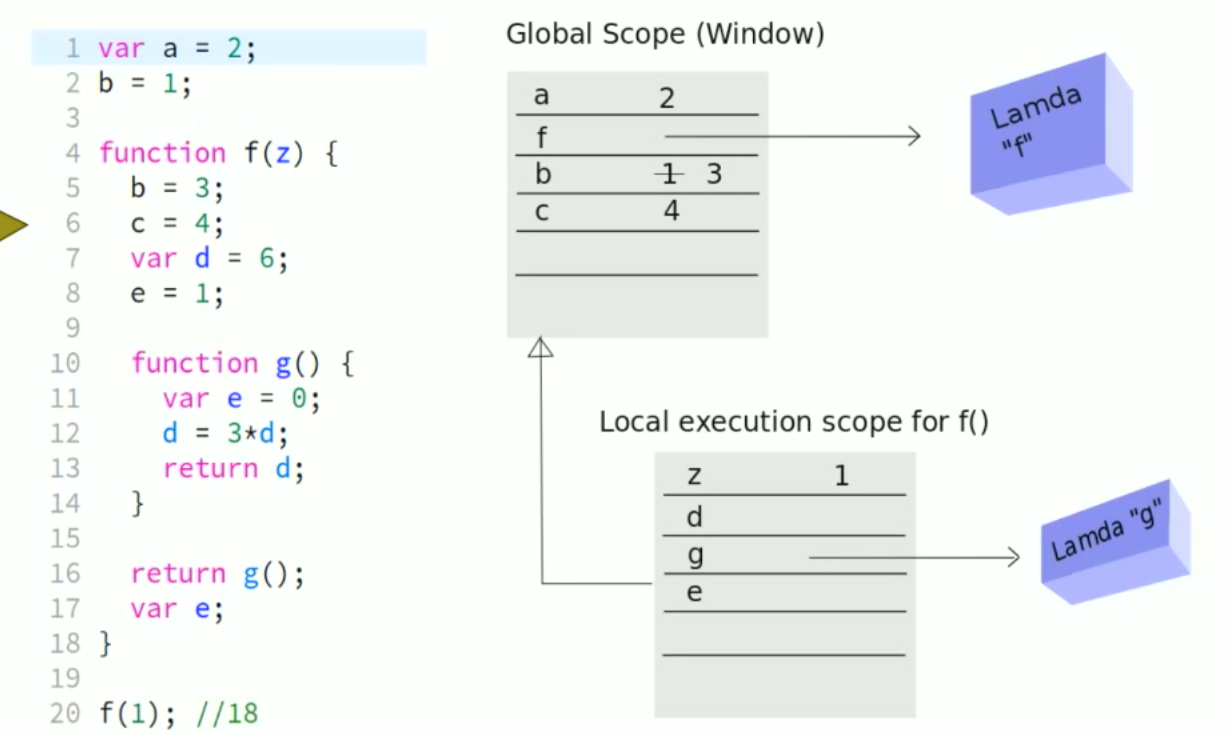 1 var a = 2;
2 b = 1;
3
4 function f(z) {
5 b = 3;
6 c = 4;
7 var d = 6;
8 e = 1;
9
10 function g() {
11 var e = 0;
12 d = 3*d;
13 return d;
14 }
15
16 return g();
17 var e;
18 }
19
20 f(1); //18
Global Scope (Window)
a 2
f
b 1 3
c 4
Lamda
"f"
Local execution scope for f()
z 1
d
g
e
Lamda "g"